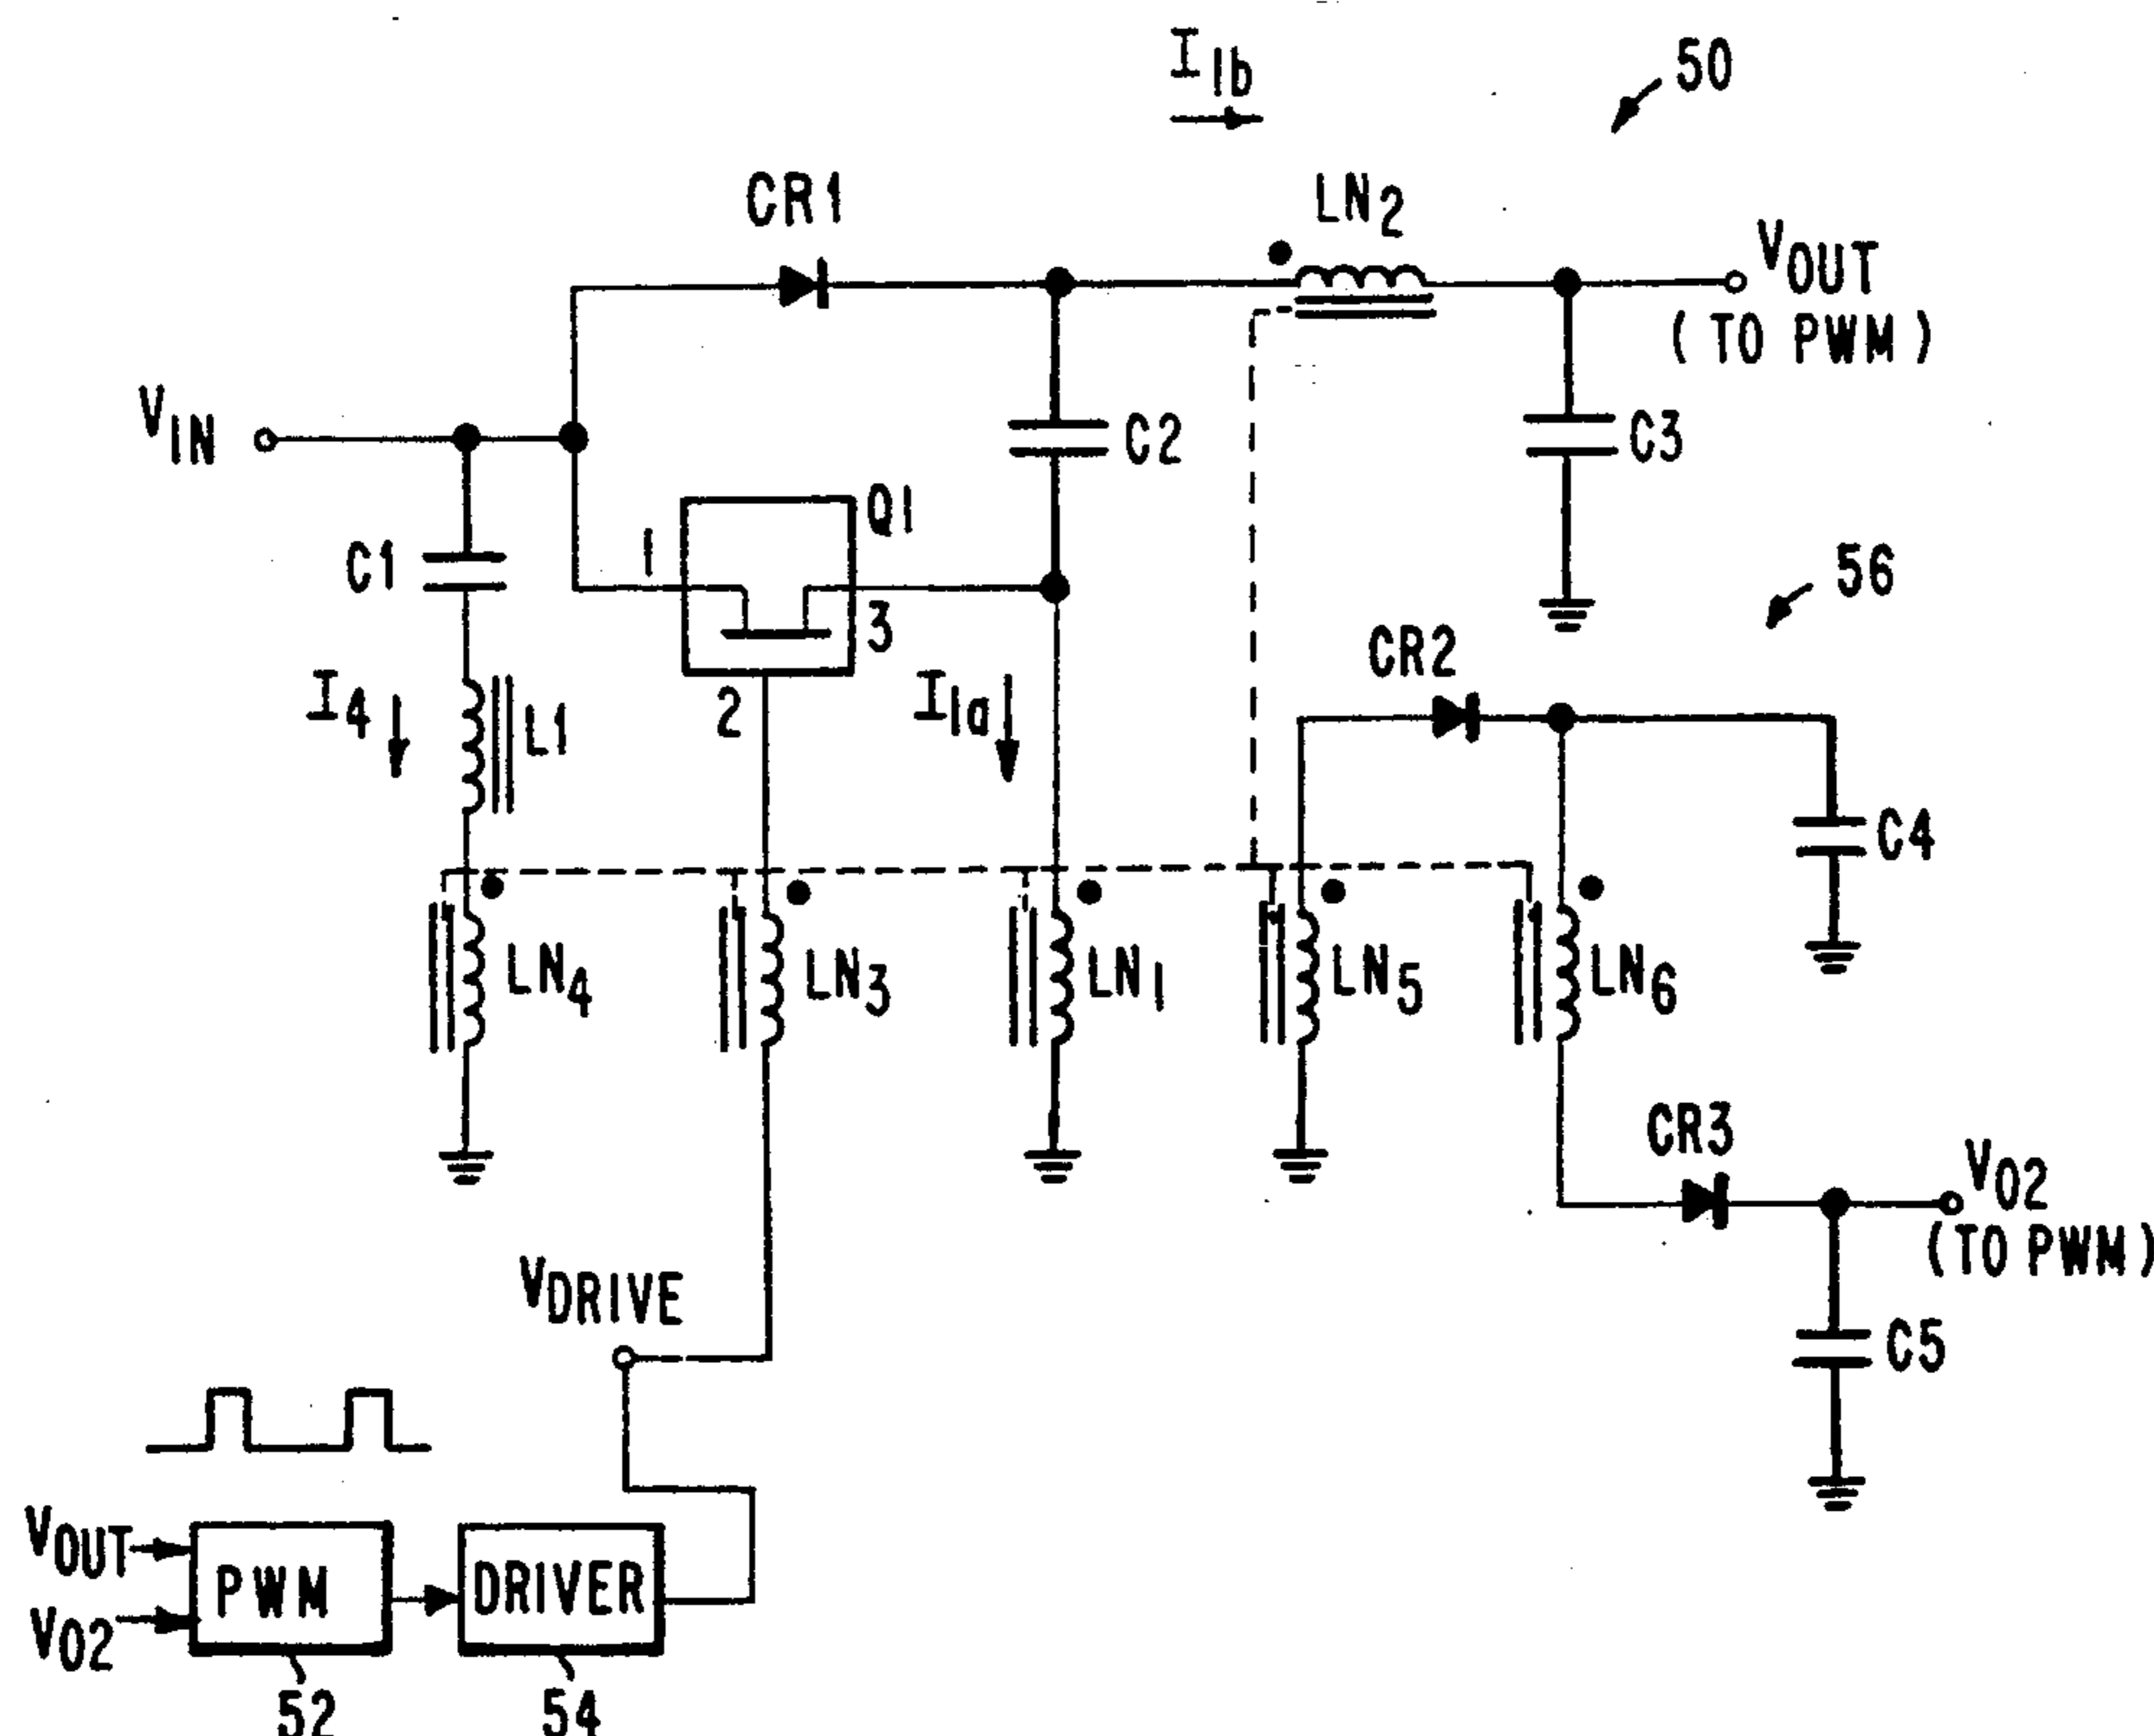 I1b
50
CR1
LN2
VOUT
(TO PWM)
VIN
C2
C3
Q1
1
C1
3
56
CR2
I4
L1
2
I1a
C4
LN4
LN3
LN1
LN5
LN6
CR3
VO2
(TO PWM)
VDRIVE
C5
VOUT
PWM
DRIVER
VO2
52
54